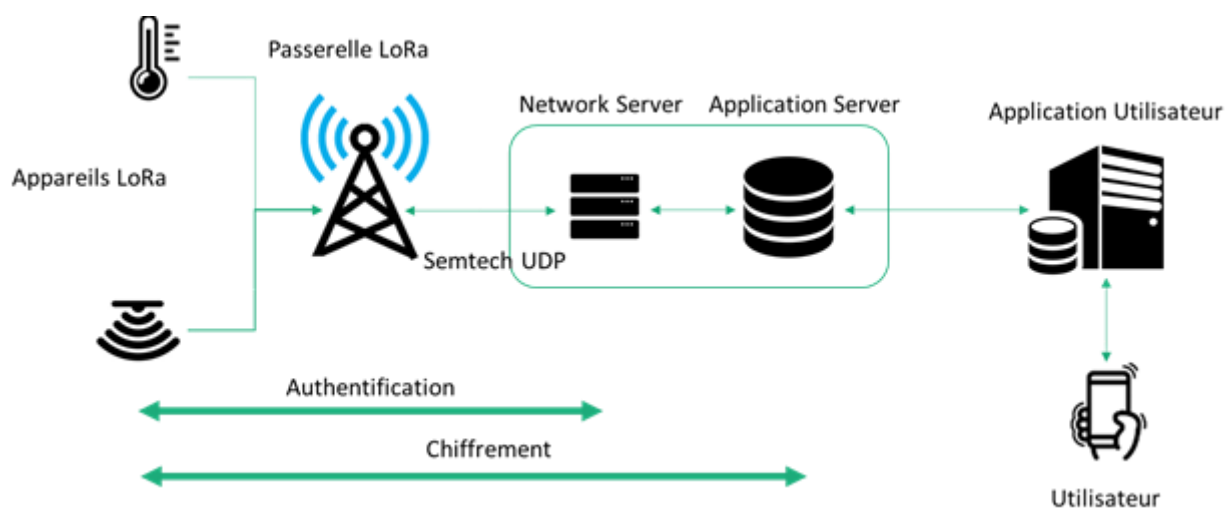 Passerelle LoRa
Network Server
Application Server
Application Utilisateur
Appareils LoRa
Semtech UDP
Authentification
Chiffrement
Utilisateur